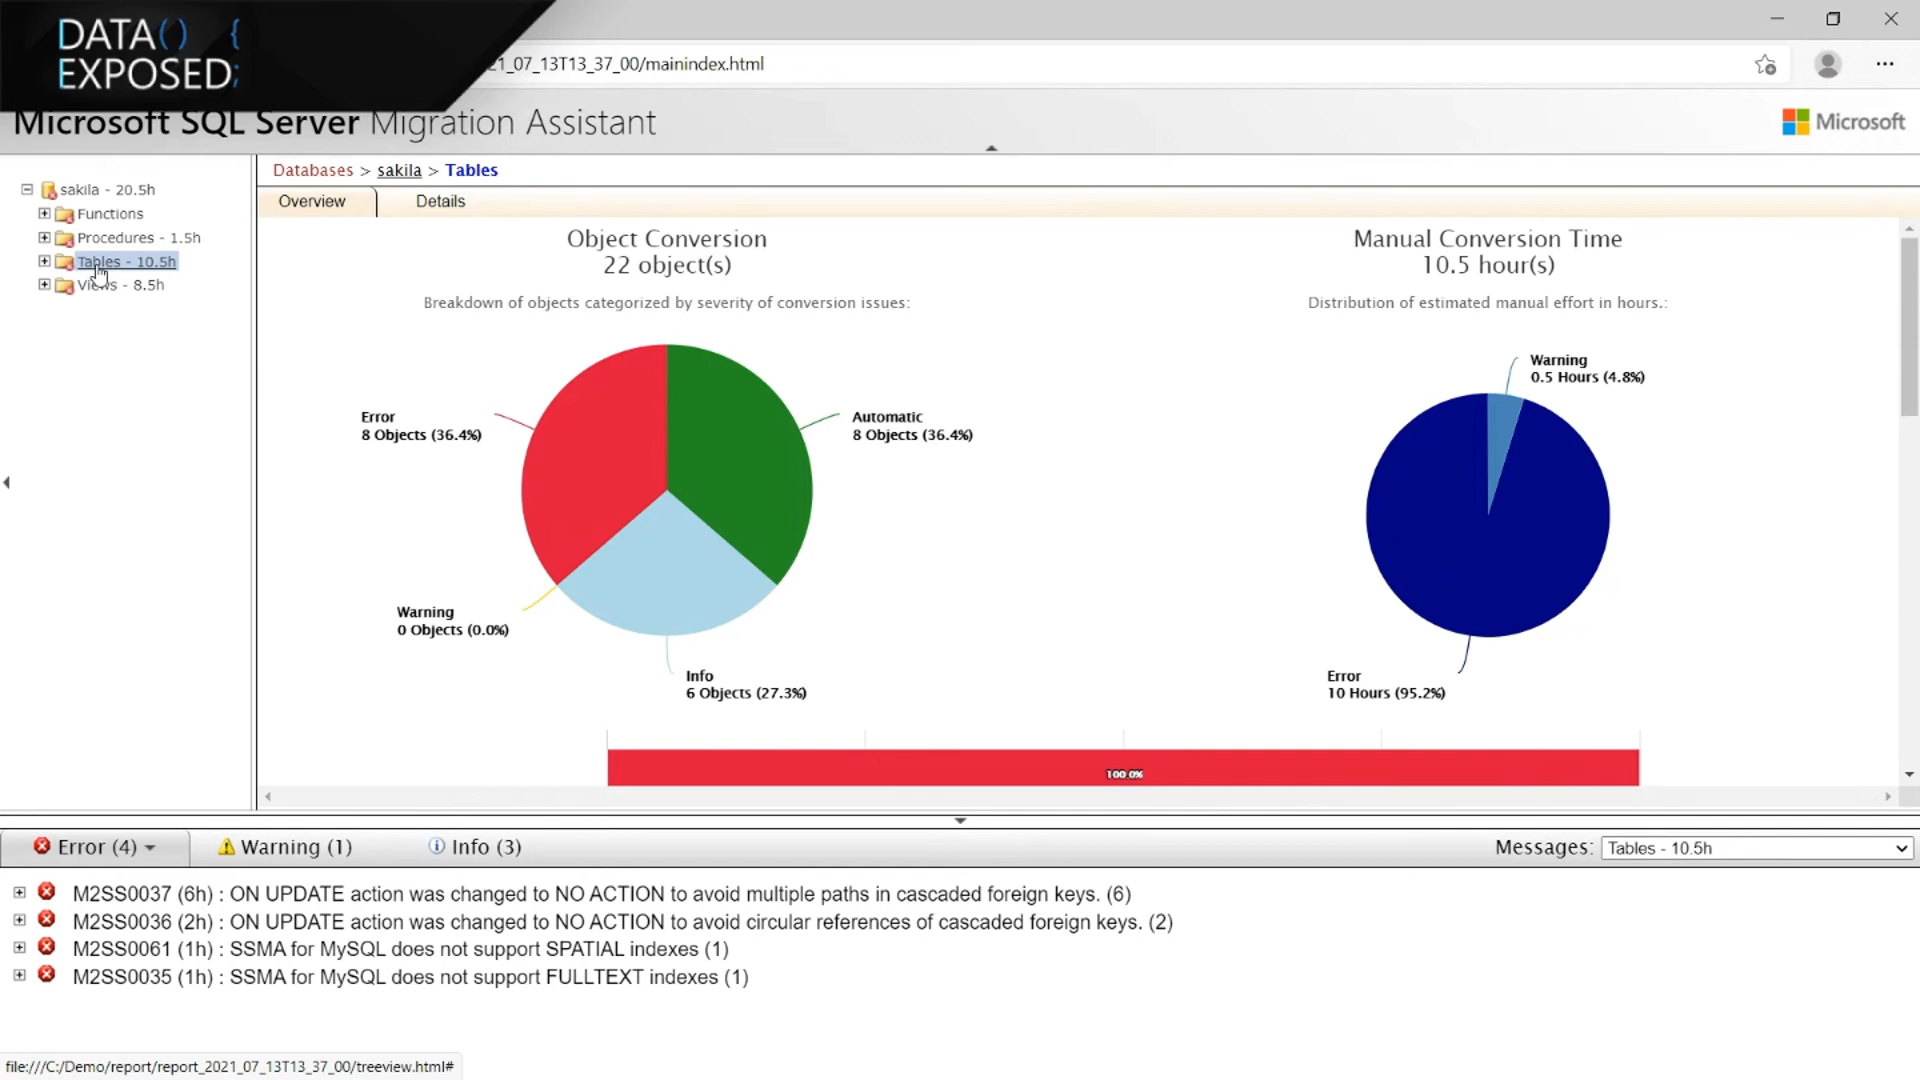 DATA() {
EXPOSED;
21_07_13T13_37_00/mainindex.html
Microsoft SQL Server Migration Assistant
Microsoft
sakila - 20.5h
Functions
Procedures - 1.5h
Tables - 10.5h
Views - 8.5h
Databases > sakila > Tables
Overview
Details
Object Conversion
22 object(s)
Breakdown of objects categorized by severity of conversion issues:
Error
8 Objects (36.4%)
Automatic
8 Objects (36.4%)
Warning
0 Objects (0.0%)
Info
6 Objects (27.3%)
Manual Conversion Time
10.5 hour(s)
Distribution of estimated manual effort in hours.:
Warning
0.5 Hours (4.8%)
Error
10 Hours (95.2%)
100.0%
Error (4)
Warning (1)
Info (3)
Messages: Tables - 10.5h
M2SS0037 (6h) : ON UPDATE action was changed to NO ACTION to avoid multiple paths in cascaded foreign keys. (6)
M2SS0036 (2h) : ON UPDATE action was changed to NO ACTION to avoid circular references of cascaded foreign keys. (2)
M2SS0061 (1h) : SSMA for MySQL does not support SPATIAL indexes (1)
M2SS0035 (1h) : SSMA for MySQL does not support FULLTEXT indexes (1)
file:///C:/Demo/report/report_2021_07_13T13_37_00/treeview.html#